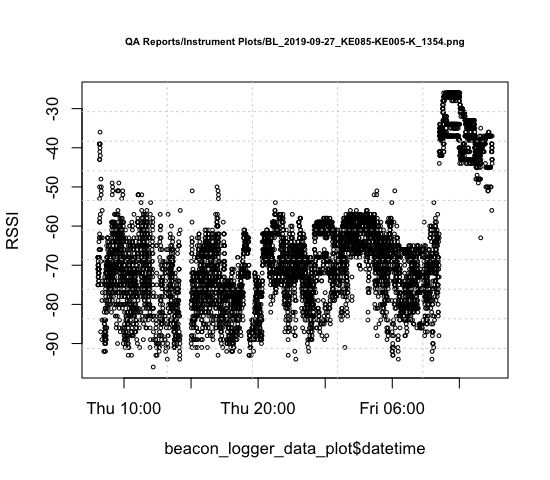 QA Reports/Instrument Plots/BL_2019-09-27_KE085-KE005-K_1354.png
-30
-40
-50
-60
-70
-80
-90
RSSI
Thu 10:00 Thu 20:00 Fri 06:00
beacon_logger_data_plot$datetime